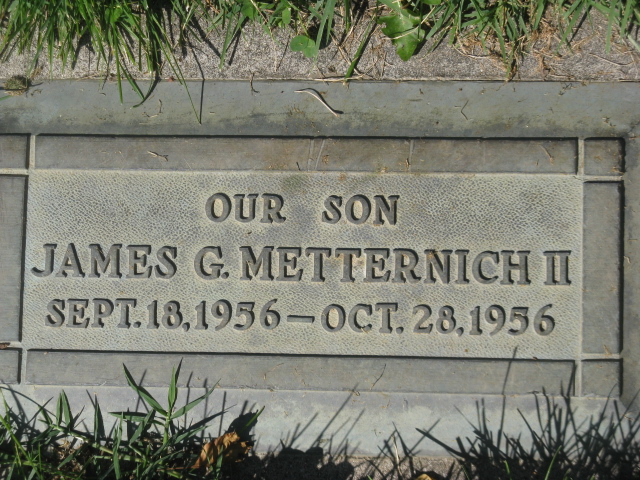 OUR SON
JAMES G. METTERNICH II
SEPT. 18, 1956 – OCT. 28, 1956